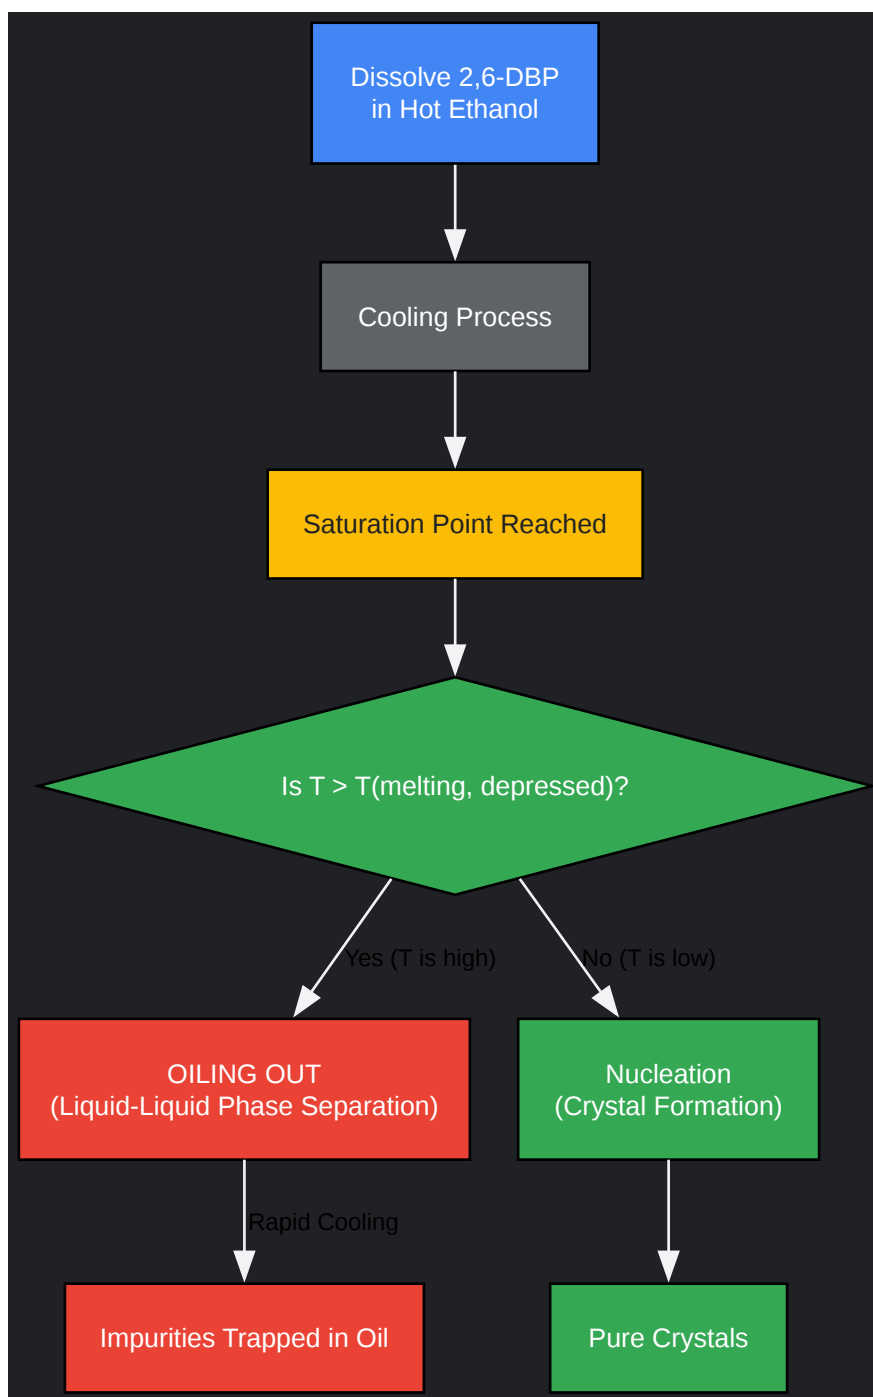 Dissolve 2,6-DBP
in Hot Ethanol
Cooling Process
Saturation Point Reached
Is T > T(melting, depressed)?
Yes (T is high)
No (T is low)
OILING OUT
(Liquid-Liquid Phase Separation)
Nucleation
(Crystal Formation)
Rapid Cooling
Impurities Trapped in Oil
Pure Crystals